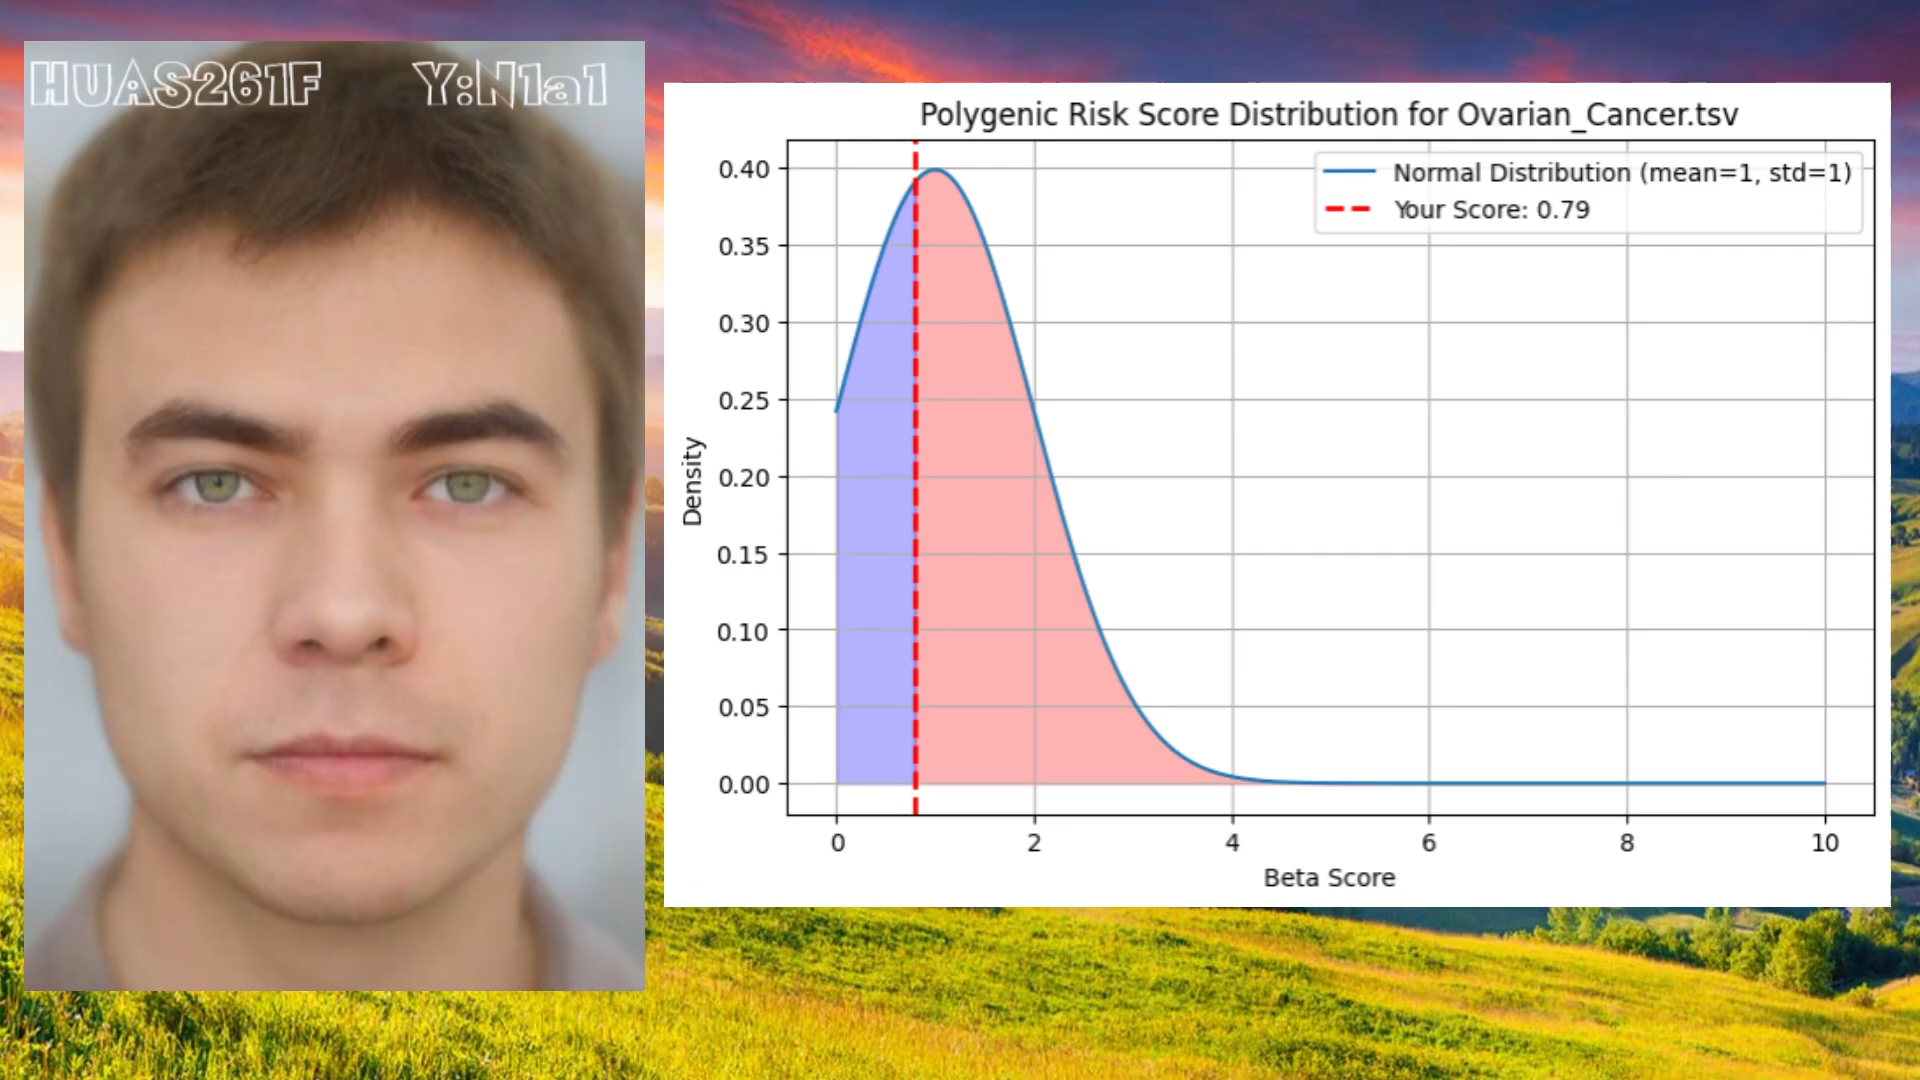 HUAS261F Y:N1a1
Polygenic Risk Score Distribution for Ovarian_Cancer.tsv
Normal Distribution (mean=1, std=1)
Your Score: 0.79
0.40
0.35
0.30
0.25
0.20
0.15
0.10
0.05
0.00
Density
0 2 4 6 8 10
Beta Score